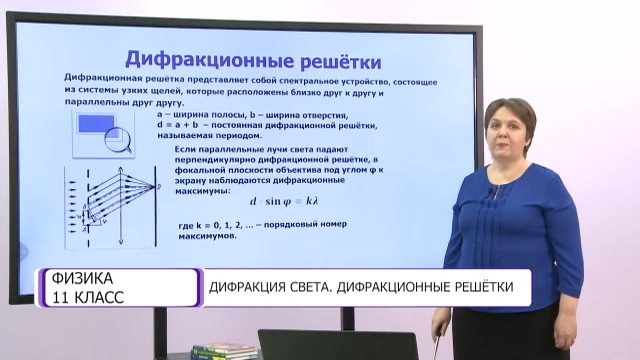 Дифракционные решётки
Дифракционная решётка представляет собой спектральное устройство, состоящее
из системы узких щелей, которые расположены близко друг к другу и
параллельны друг другу.
a – ширина полосы, b – ширина отверстия,
d = a + b – постоянная дифракционной решётки,
называемая периодом.
Если параллельные лучи света падают
перпендикулярно дифракционной решётке, в
фокальной плоскости объектива под углом φ к
экрану наблюдаются дифракционные
максимумы:
d · sin φ = kλ
где k = 0, 1, 2, ... – порядковый номер
максимумов.
ФИЗИКА
11 КЛАСС
ДИФРАКЦИЯ СВЕТА. ДИФРАКЦИОННЫЕ РЕШЁТКИ